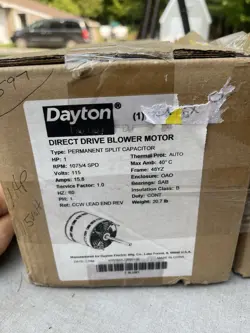 Dayton®
(1)
DIRECT DRIVE BLOWER MOTOR
Type: PERMANENT SPLIT CAPACITOR
HP: 1
Thermal Prot: AUTO
RPM: 1075/4 SPD
Max Amb: 40° C
Volts: 115
Frame: 48YZ
Amps: 15.8
Enclosure: OAO
Service Factor: 1.0
Bearings: BAB
HZ: 60
Insulation Class: B
PH: 1
Duty: CONT
Rot: CCW LEAD END REV
Weight: 20.7 lb